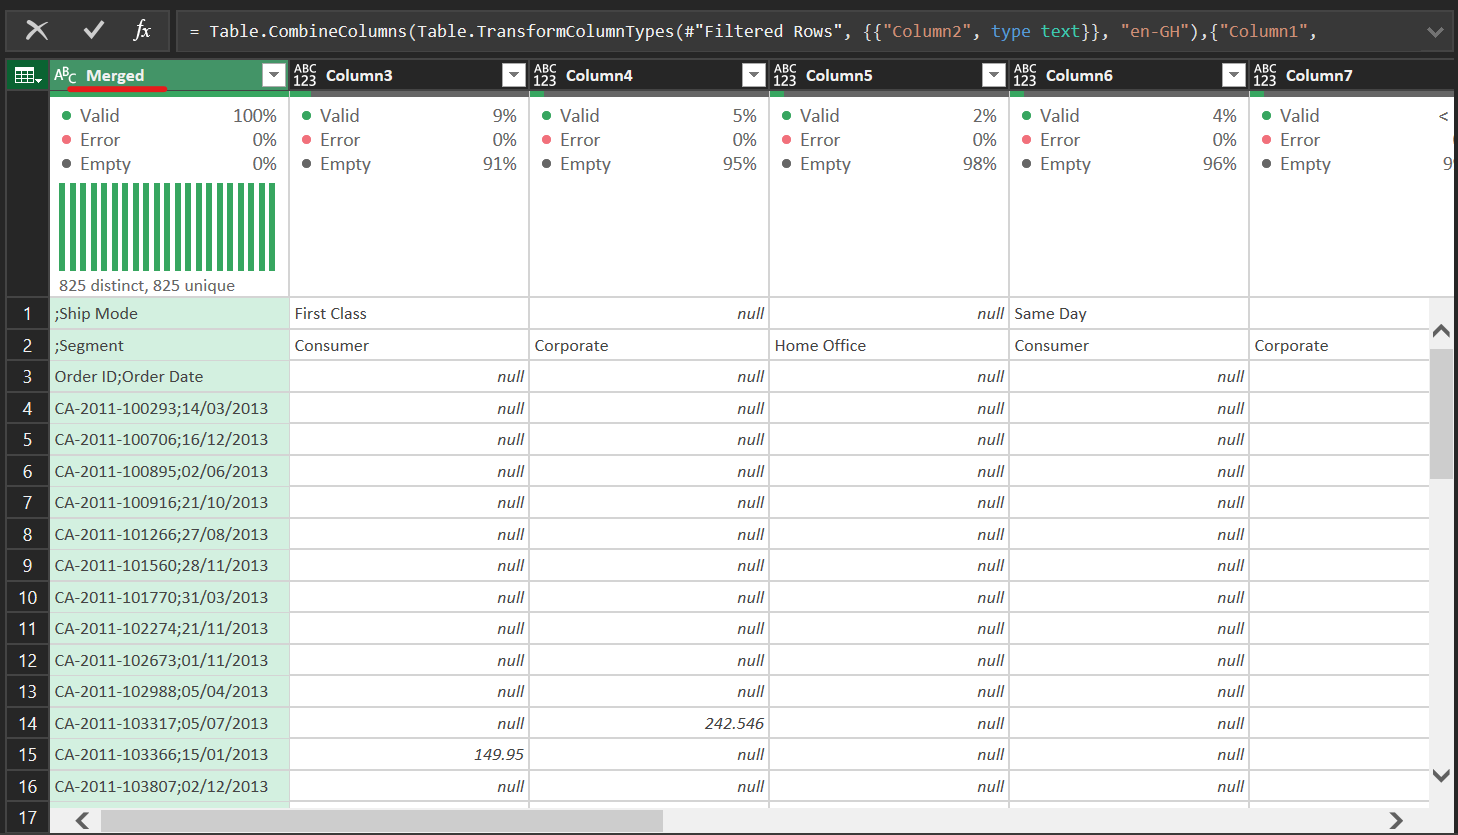 fx = Table.CombineColumns(Table.TransformColumnTypes(#"Filtered Rows", {{"Column2", type text}}, "en-GH"),{"Column1",
ABC Merged ABC 123 Column3 ABC 123 Column4 ABC 123 Column5 ABC 123 Column6 ABC 123 Column7
Valid 100% Valid 9% Valid 5% Valid 2% Valid 4% Valid <
Error 0% Error 0% Error 0% Error 0% Error 0% Error
Empty 0% Empty 91% Empty 95% Empty 98% Empty 96% Empty 9
825 distinct, 825 unique
1 ;Ship Mode First Class null null Same Day
2 ;Segment Consumer Corporate Home Office Consumer Corporate
3 Order ID;Order Date null null null null
4 CA-2011-100293;14/03/2013 null null null null
5 CA-2011-100706;16/12/2013 null null null null
6 CA-2011-100895;02/06/2013 null null null null
7 CA-2011-100916;21/10/2013 null null null null
8 CA-2011-101266;27/08/2013 null null null null
9 CA-2011-101560;28/11/2013 null null null null
10 CA-2011-101770;31/03/2013 null null null null
11 CA-2011-102274;21/11/2013 null null null null
12 CA-2011-102673;01/11/2013 null null null null
13 CA-2011-102988;05/04/2013 null null null null
14 CA-2011-103317;05/07/2013 null 242.546 null null
15 CA-2011-103366;15/01/2013 149.95 null null null
16 CA-2011-103807;02/12/2013 null null null null
17